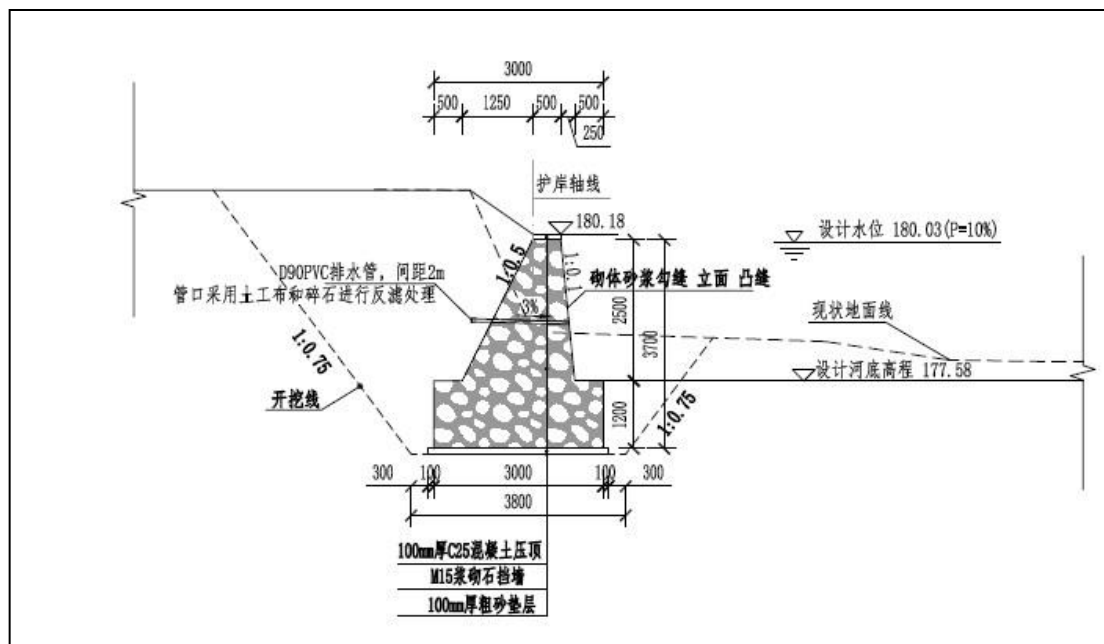 3000
500 1250 500 500
250
护岸轴线
180.18
设计水位 180.03(P=10%)
1:0.5
1:0.1
D90PVC排水管，间距2m
管口采用土工布和碎石进行反滤处理
砌体砂浆勾缝 立面 凸缝
3%
2500
3700
现状地面线
1:0.75
设计河底高程 177.58
开挖线
1200
1:0.75
300 100 3000 100 300
3800
100mm厚C25混凝土压顶
M15浆砌石挡墙
100mm厚粗砂垫层